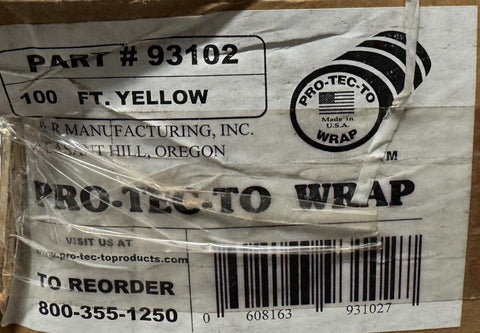 PART # 93102
100 FT. YELLOW
PRO-TEC-TO
Made in
U.S.A.
WRAP
& R MANUFACTURING, INC.
HILL, OREGON
M
PRO-TEC-TO WRAP
VISIT US AT
www.pro-tec-toproducts.com
TO REORDER
800-355-1250
0 608163 931027